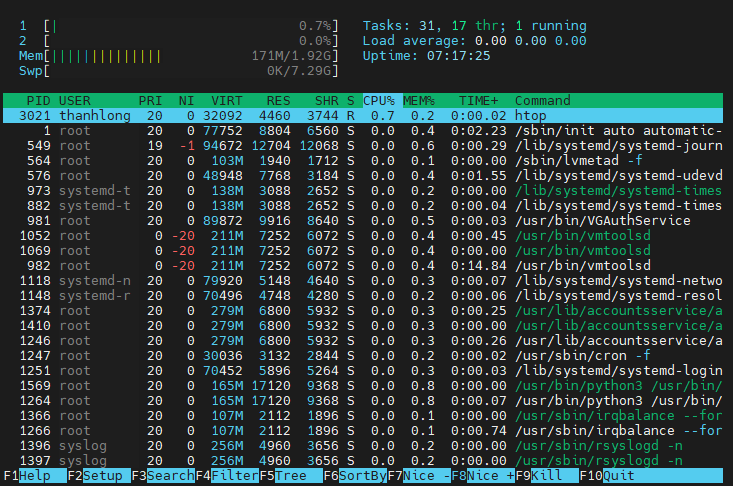 1 [| 0.7%] Tasks: 31, 17 thr; 1 running
2 [ 0.0%] Load average: 0.00 0.00 0.00
Mem[|||||||||||||| 171M/1.92G] Uptime: 07:17:25
Swp[ 0K/7.29G]
PID USER PRI NI VIRT RES SHR S CPU% MEM% TIME+ Command
3021 thanhlong 20 0 32092 4460 3744 R 0.7 0.2 0:00.02 htop
1 root 20 0 77752 8804 6560 S 0.0 0.4 0:02.23 /sbin/init auto automatic-
549 root 19 -1 94672 12704 12068 S 0.0 0.6 0:00.29 /lib/systemd/systemd-journ
564 root 20 0 103M 1940 1712 S 0.0 0.1 0:00.00 /sbin/lvmetad -f
576 root 20 0 48948 7768 3184 S 0.0 0.4 0:01.55 /lib/systemd/systemd-udevd
973 systemd-t 20 0 138M 3088 2652 S 0.0 0.2 0:00.00 /lib/systemd/systemd-times
882 systemd-t 20 0 138M 3088 2652 S 0.0 0.2 0:00.04 /lib/systemd/systemd-times
981 root 20 0 89872 9916 8640 S 0.0 0.5 0:00.03 /usr/bin/VGAuthService
1052 root 0 -20 211M 7252 6072 S 0.0 0.4 0:00.45 /usr/bin/vmtoolsd
1069 root 0 -20 211M 7252 6072 S 0.0 0.4 0:00.00 /usr/bin/vmtoolsd
982 root 0 -20 211M 7252 6072 S 0.0 0.4 0:14.84 /usr/bin/vmtoolsd
1118 systemd-n 20 0 79920 5148 4640 S 0.0 0.3 0:00.07 /lib/systemd/systemd-netwo
1148 systemd-r 20 0 70496 4748 4280 S 0.0 0.2 0:00.06 /lib/systemd/systemd-resol
1374 root 20 0 279M 6800 5932 S 0.0 0.3 0:00.25 /usr/lib/accountsservice/a
1410 root 20 0 279M 6800 5932 S 0.0 0.3 0:00.00 /usr/lib/accountsservice/a
1246 root 20 0 279M 6800 5932 S 0.0 0.3 0:00.26 /usr/lib/accountsservice/a
1247 root 20 0 30036 3132 2844 S 0.0 0.2 0:00.02 /usr/sbin/cron -f
1251 root 20 0 70452 5896 5264 S 0.0 0.3 0:00.03 /lib/systemd/systemd-login
1569 root 20 0 165M 17120 9368 S 0.0 0.8 0:00.00 /usr/bin/python3 /usr/bin/
1264 root 20 0 165M 17120 9368 S 0.0 0.8 0:00.07 /usr/bin/python3 /usr/bin/
1366 root 20 0 107M 2112 1896 S 0.0 0.1 0:00.00 /usr/sbin/irqbalance --for
1266 root 20 0 107M 2112 1896 S 0.0 0.1 0:00.74 /usr/sbin/irqbalance --for
1396 syslog 20 0 256M 4960 3656 S 0.0 0.2 0:00.00 /usr/sbin/rsyslogd -n
1397 syslog 20 0 256M 4960 3656 S 0.0 0.2 0:00.00 /usr/sbin/rsyslogd -n
F1Help F2Setup F3SearchF4FilterF5Tree F6SortByF7Nice -F8Nice +F9Kill F10Quit